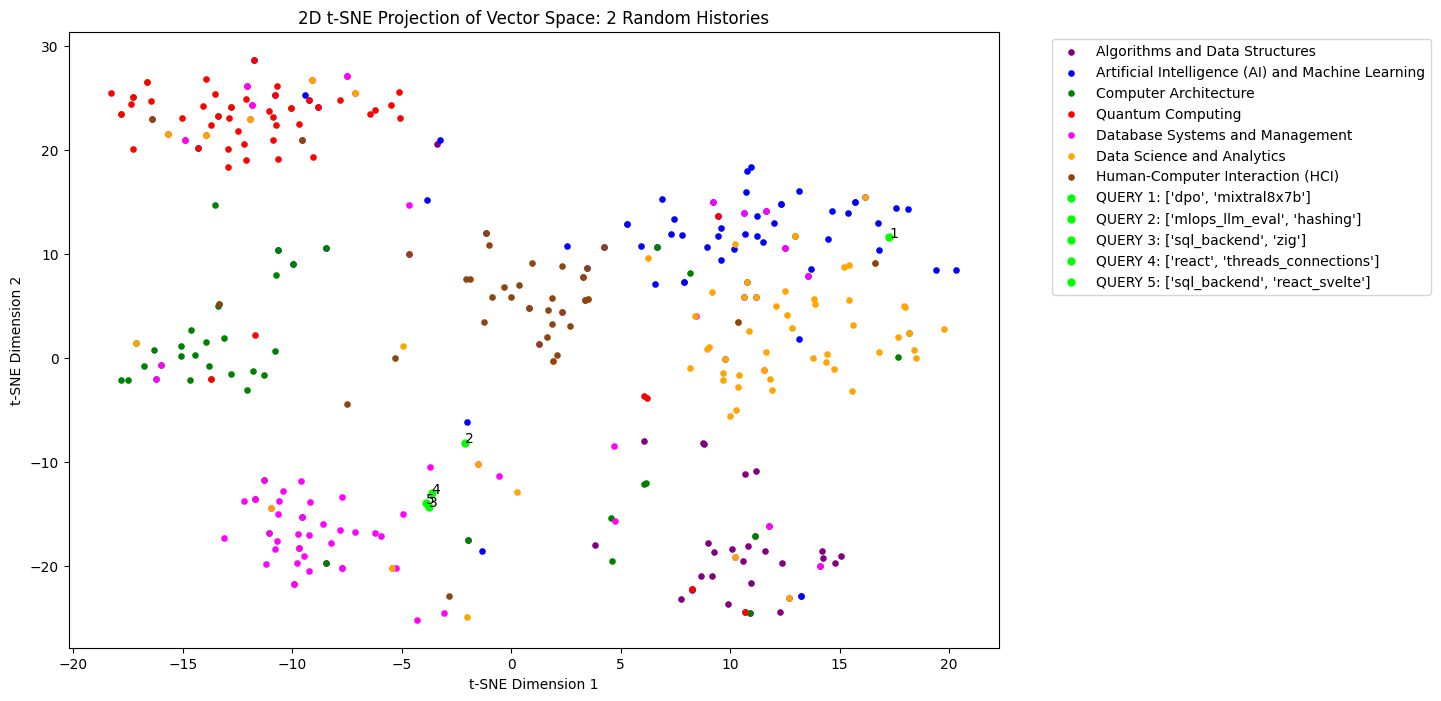 2D t-SNE Projection of Vector Space: 2 Random Histories
t-SNE Dimension 2
30
20
10
0
−10
−20
−20
−15
−10
−5
0
5
10
15
20
t-SNE Dimension 1
1
2
4
5
3
Algorithms and Data Structures
Artificial Intelligence (AI) and Machine Learning
Computer Architecture
Quantum Computing
Database Systems and Management
Data Science and Analytics
Human-Computer Interaction (HCI)
QUERY 1: ['dpo', 'mixtral8x7b']
QUERY 2: ['mlops_llm_eval', 'hashing']
QUERY 3: ['sql_backend', 'zig']
QUERY 4: ['react', 'threads_connections']
QUERY 5: ['sql_backend', 'react_svelte']